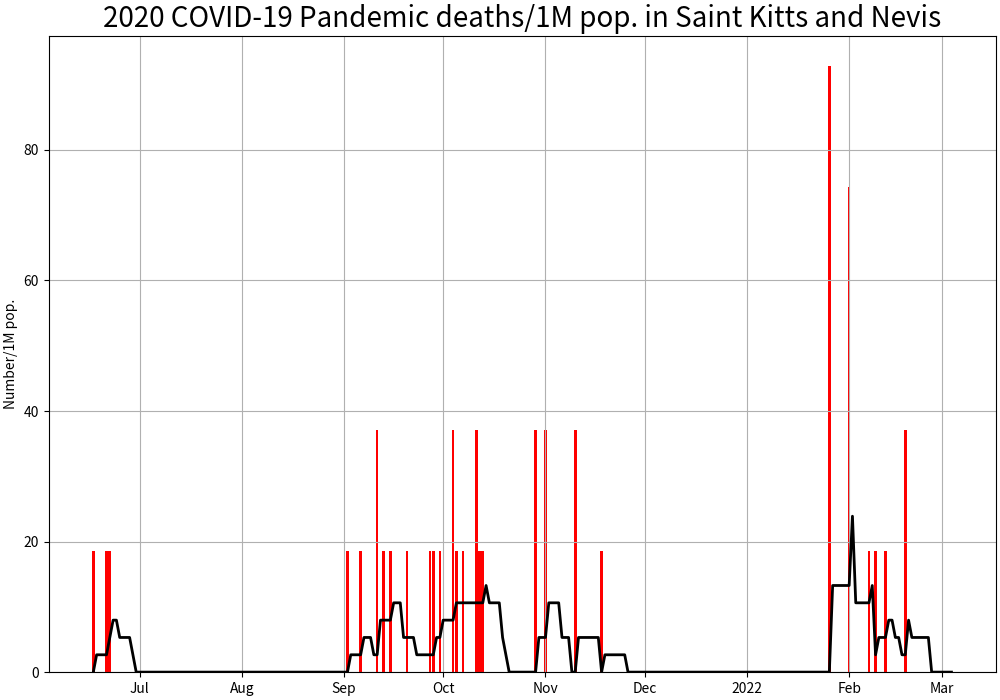 2020 COVID-19 Pandemic deaths/1M pop. in Saint Kitts and Nevis
Number/1M pop.
80
60
40
20
0
Jul Aug Sep Oct Nov Dec 2022 Feb Mar